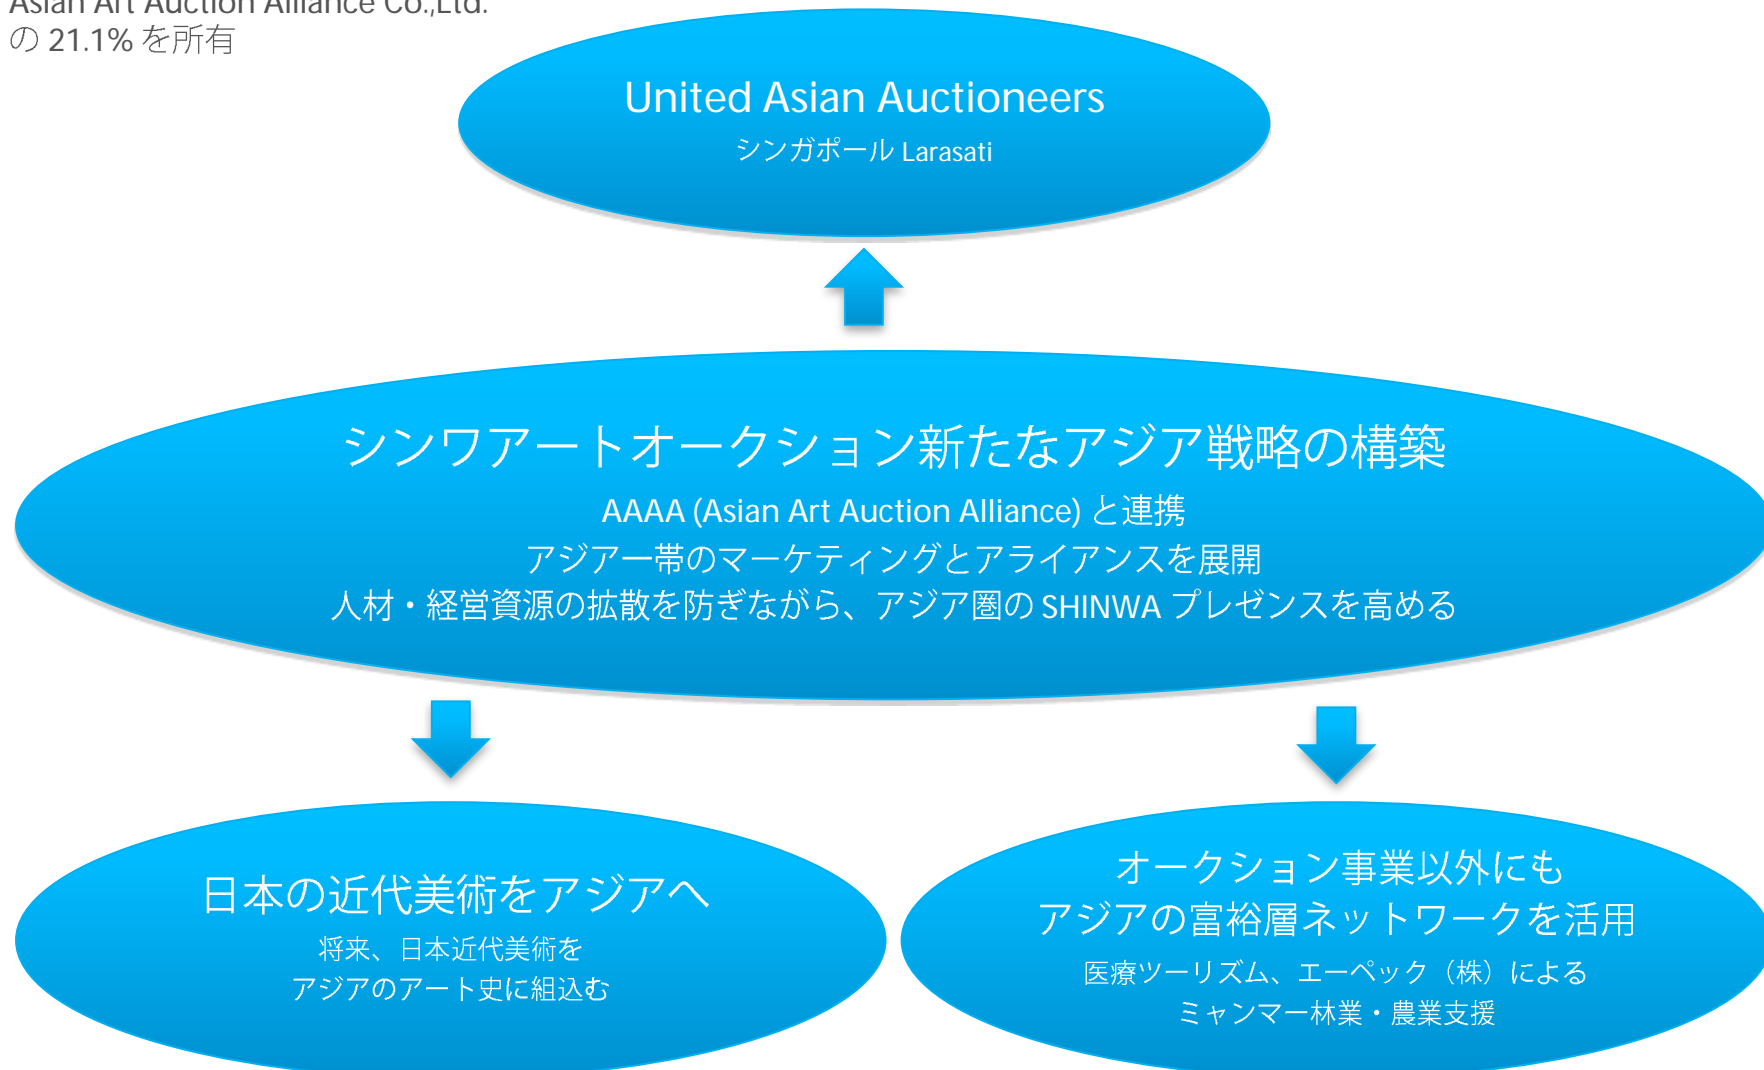 Asian Art Auction Alliance Co.,Ltd.
の 21.1% を所有
United Asian Auctioneers
シンガポール Larasati
シンワアートオークション新たなアジア戦略の構築
AAAA (Asian Art Auction Alliance) と連携
アジア一帯のマーケティングとアライアンスを展開
人材・経営資源の拡散を防ぎながら、アジア圏の SHINWA プレゼンスを高める
日本の近代美術をアジアへ
将来、日本近代美術を
アジアのアート史に組込む
オークション事業以外にも
アジアの富裕層ネットワークを活用
医療ツーリズム、エーペック（株）による
ミャンマー林業・農業支援